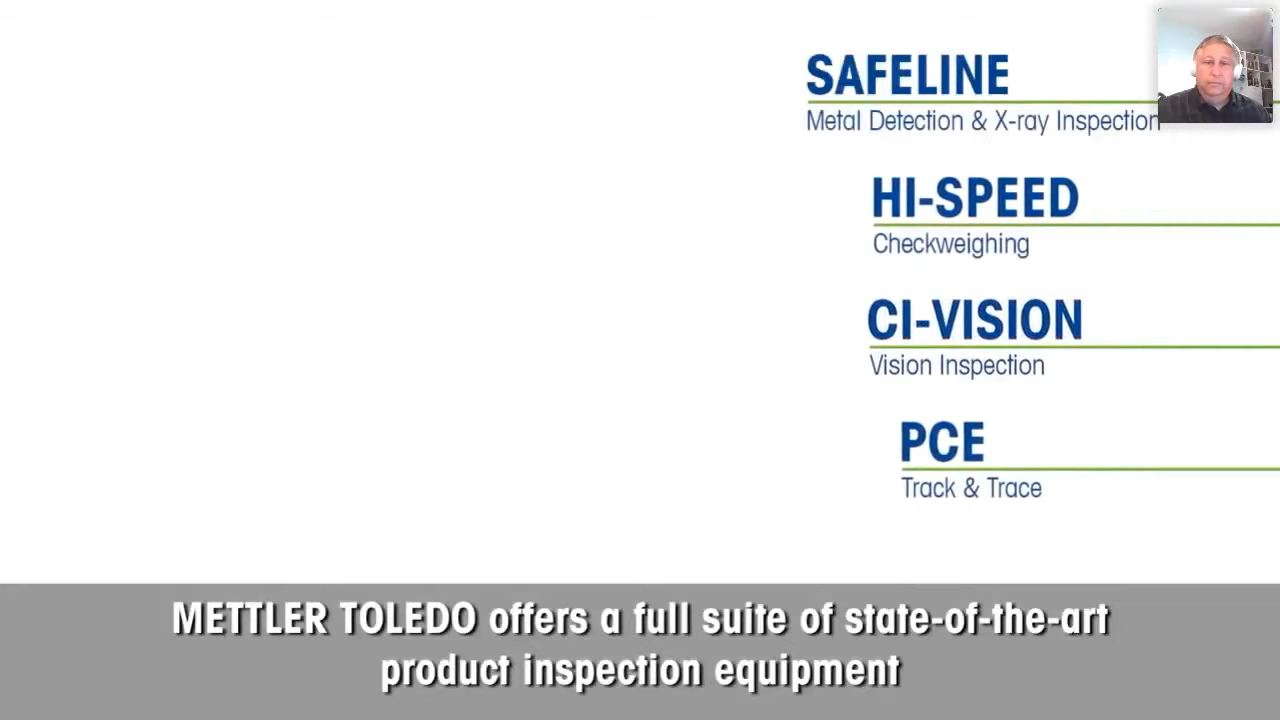 SAFELINE
Metal Detection & X-ray Inspection
HI-SPEED
Checkweighing
CI-VISION
Vision Inspection
PCE
Track & Trace
METTLER TOLEDO offers a full suite of state-of-the-art
product inspection equipment